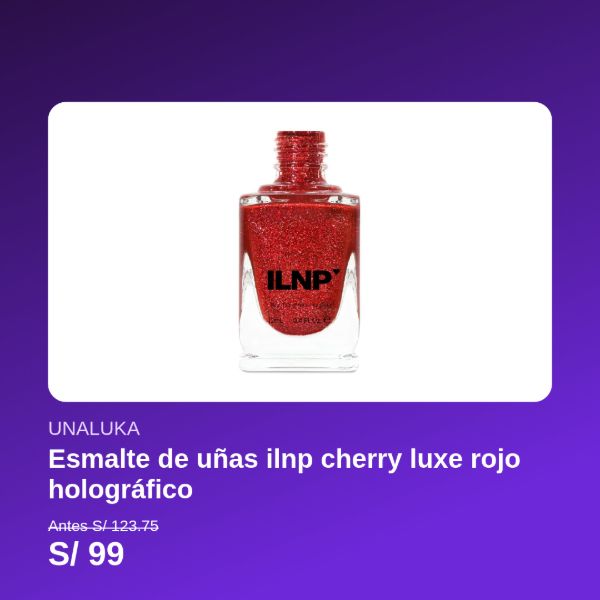 ILNP
UNALUKA
Esmalte de uñas ilnp cherry luxe rojo
holográfico
Antes S/ 123.75
S/ 99